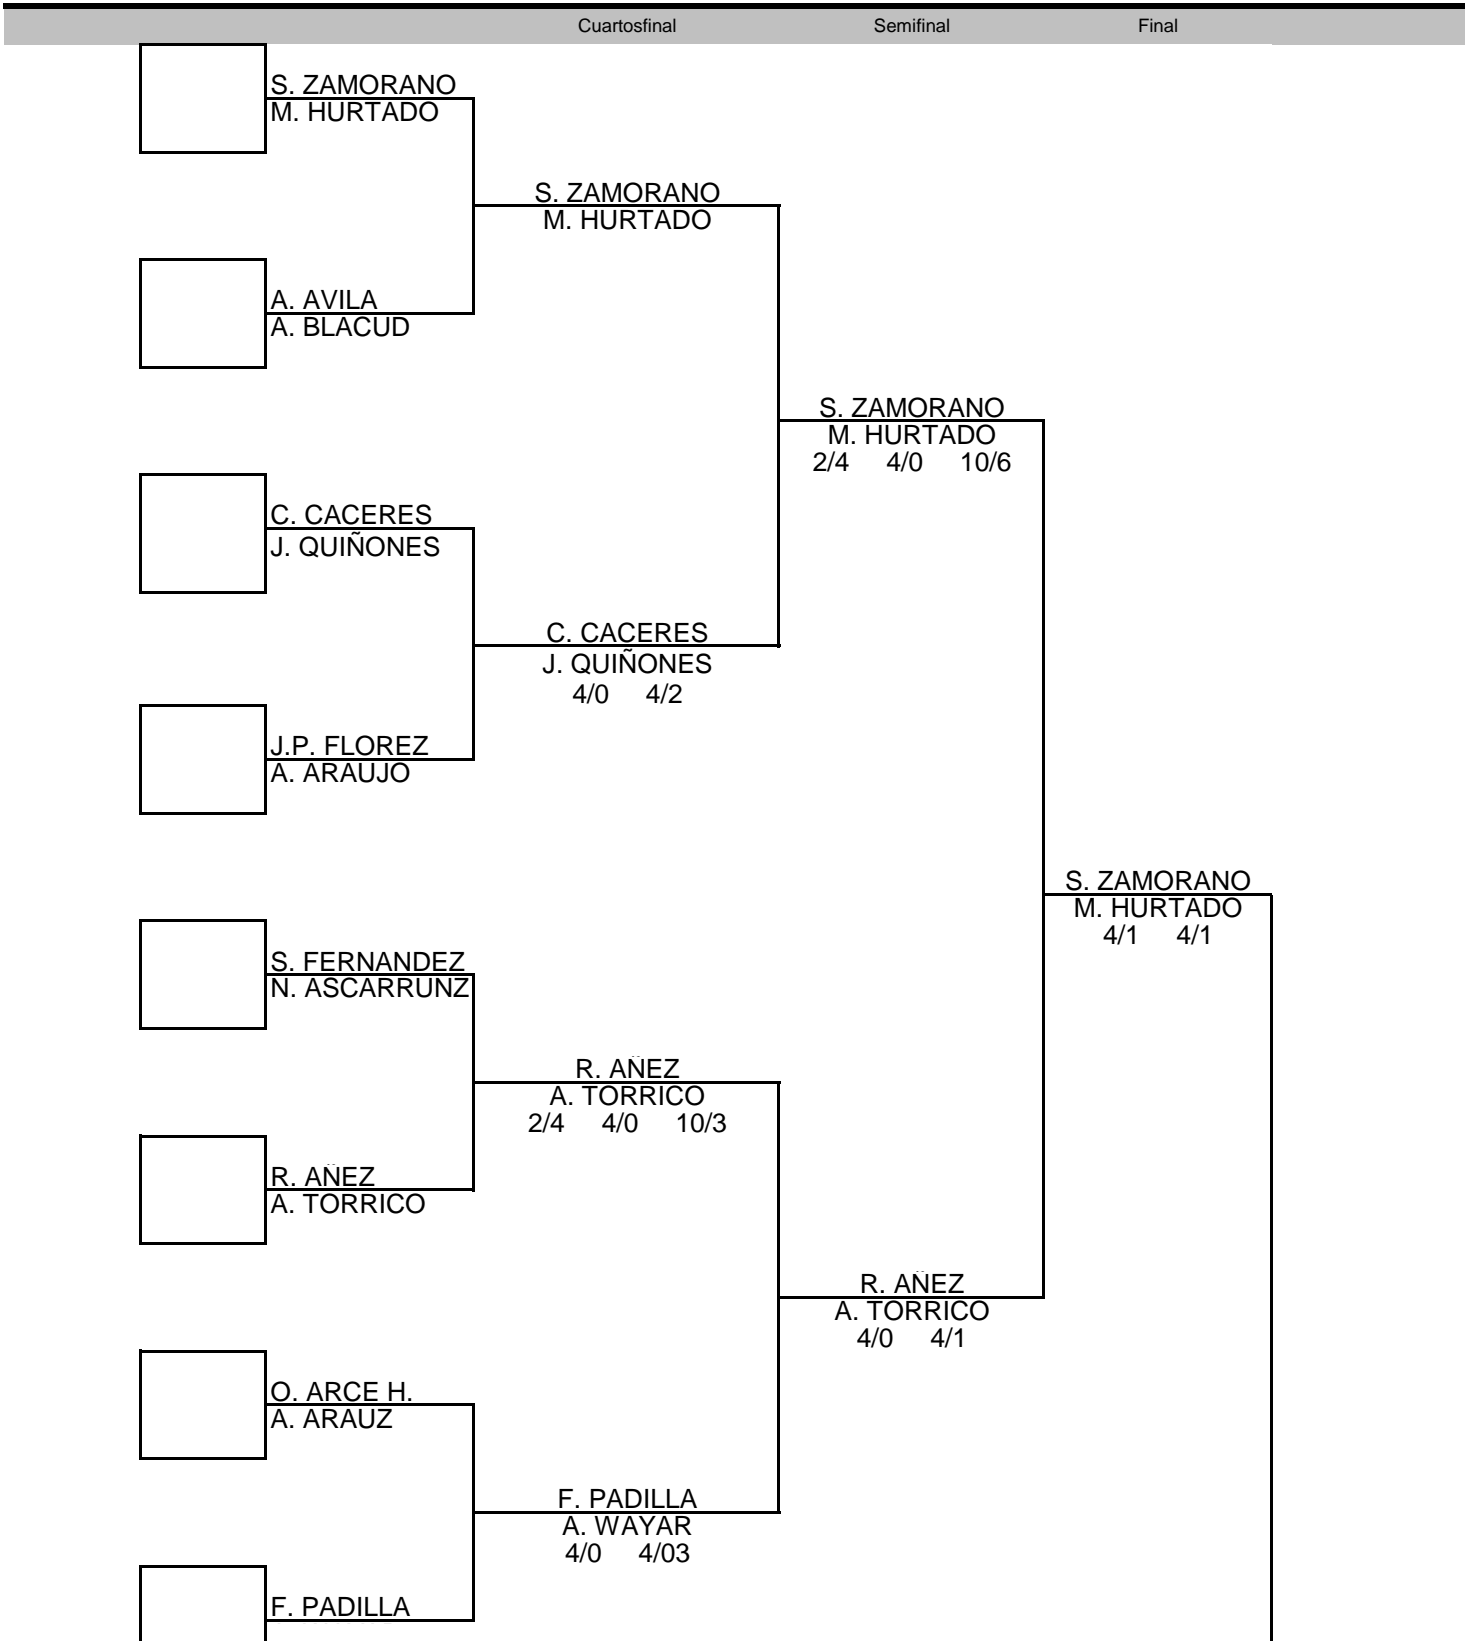 Cuartosfinal Semifinal Final
S. ZAMORANO
M. HURTADO
S. ZAMORANO
M. HURTADO
A. AVILA
A. BLACUD
S. ZAMORANO
M. HURTADO
2/4 4/0 10/6
C. CACERES
J. QUIÑONES
C. CACERES
J. QUIÑONES
4/0 4/2
J.P. FLOREZ
A. ARAUJO
S. ZAMORANO
M. HURTADO
4/1 4/1
S. FERNANDEZ
N. ASCARRUNZ
R. AÑEZ
A. TORRICO
2/4 4/0 10/3
R. AÑEZ
A. TORRICO
R. AÑEZ
A. TORRICO
4/0 4/1
O. ARCE H.
A. ARAUZ
F. PADILLA
A. WAYAR
4/0 4/03
F. PADILLA